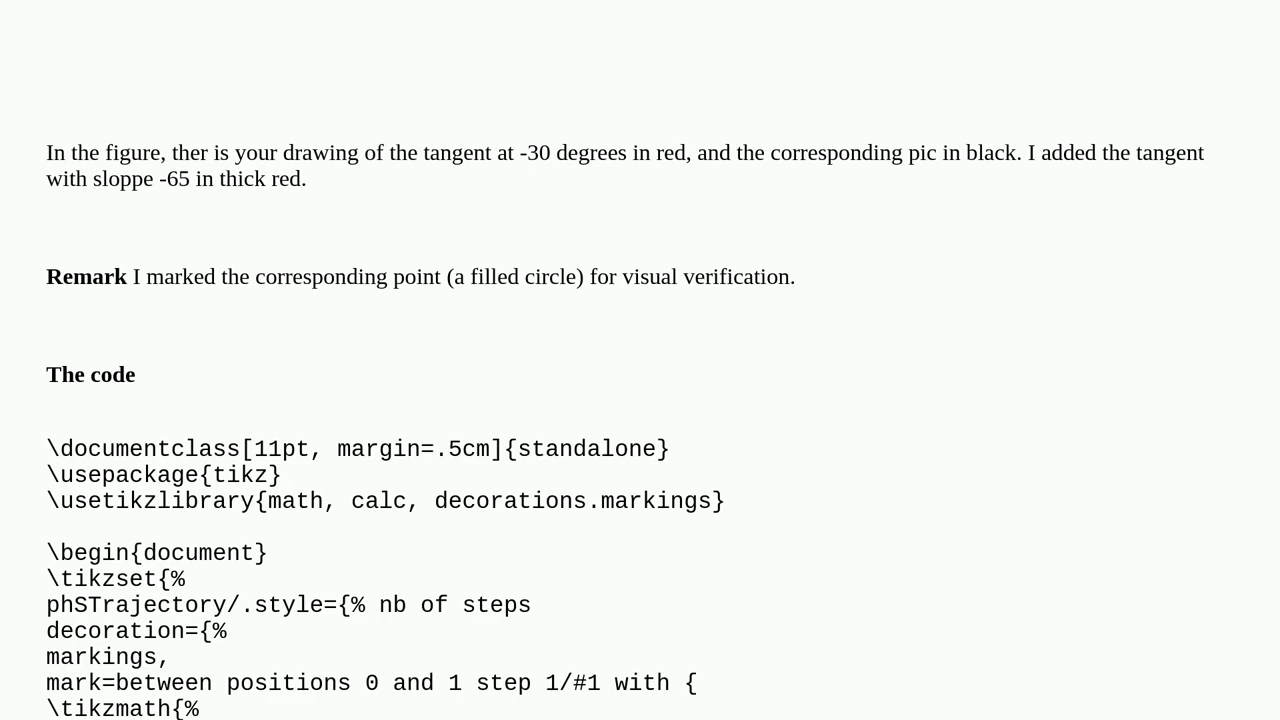 In the figure, ther is your drawing of the tangent at -30 degrees in red, and the corresponding pic in black. I added the tangent
with sloppe -65 in thick red.
Remark I marked the corresponding point (a filled circle) for visual verification.
The code
\documentclass[11pt, margin=.5cm]{standalone}
\usepackage{tikz}
\usetikzlibrary{math, calc, decorations.markings}
\begin{document}
\tikzset{%
phSTrajectory/.style={% nb of steps
decoration={%
markings,
mark=between positions 0 and 1 step 1/#1 with {
\tikzmath{%